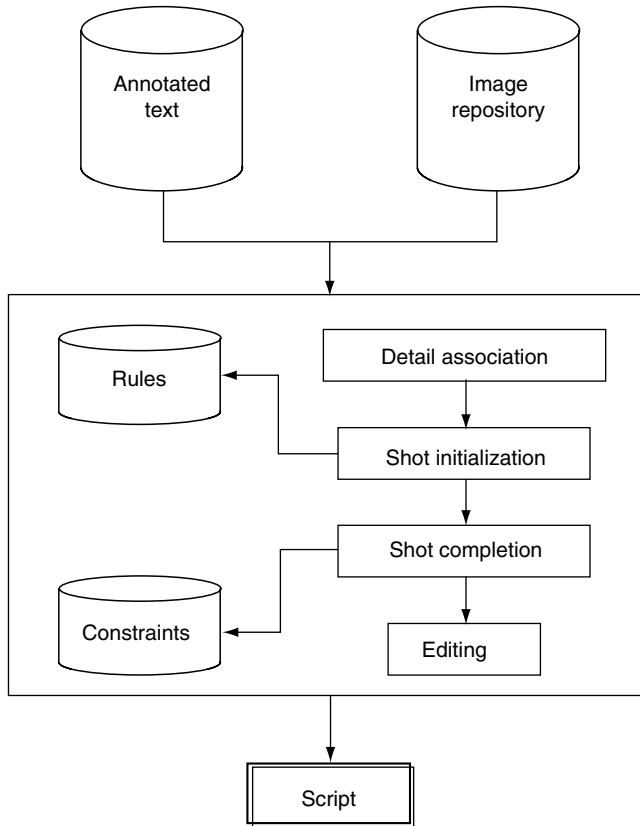 Annotated
text
Image
repository
Rules
Detail association
Shot initialization
Shot completion
Constraints
Editing
Script